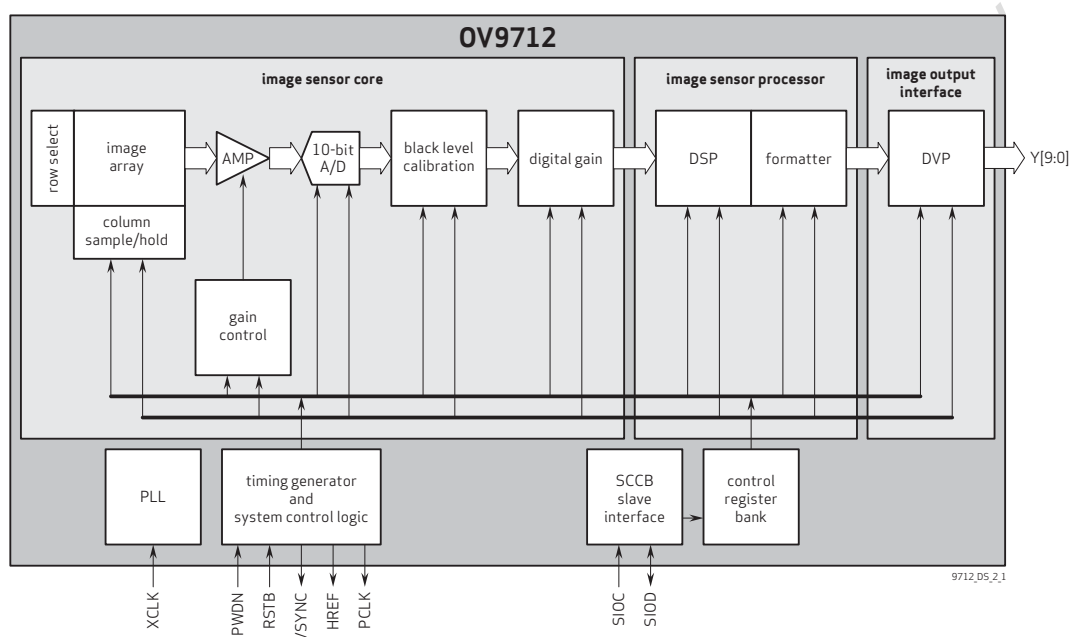 OV9712
image sensor core
image sensor processor
image output
interface
row select
image
array
AMP
10-bit
A/D
black level
calibration
digital gain
DSP
formatter
DVP
Y[9:0]
column
sample/hold
gain
control
PLL
timing generator
and
system control logic
SCCB
slave
interface
control
register
bank
9712_DS_2_1
XCLK
PWDN
RSTB
/SYNC
HREF
PCLK
SIOC
SIOD